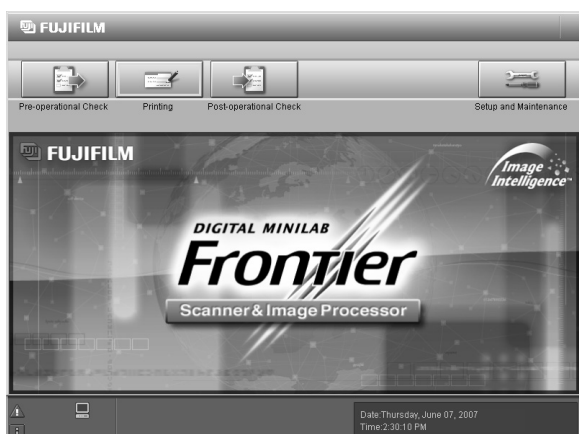 FUJIFILM
Pre-operational Check
Printing
Post-operational Check
Setup and Maintenance
FUJIFILM
Image
Intelligence™
DIGITAL MINILAB
Frontier
Scanner & Image Processor
Date:Thursday, June 07, 2007
Time:2:30:10 PM